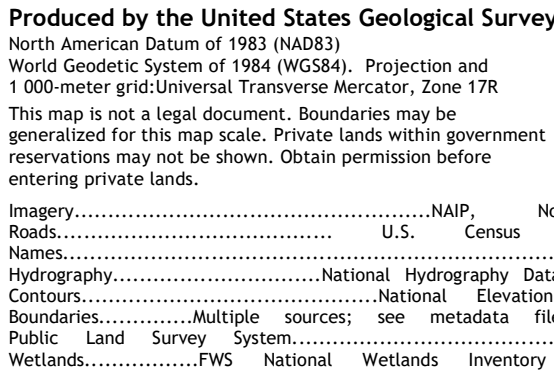 Produced by the United States Geological Survey
North American Datum of 1983 (NAD83)
World Geodetic System of 1984 (WGS84). Projection and
1 000-meter grid:Universal Transverse Mercator, Zone 17R
This map is not a legal document. Boundaries may be
generalized for this map scale. Private lands within government
reservations may not be shown. Obtain permission before
entering private lands.
Imagery....................................................NAIP,
Roads........................................ U.S. Census
Names.......................................................................
Hydrography..............................National Hydrography
Contours...........................................National Elevation
Boundaries..............Multiple sources; see metadata
Public Land Survey System......................................
Wetlands.................FWS National Wetlands Inventory